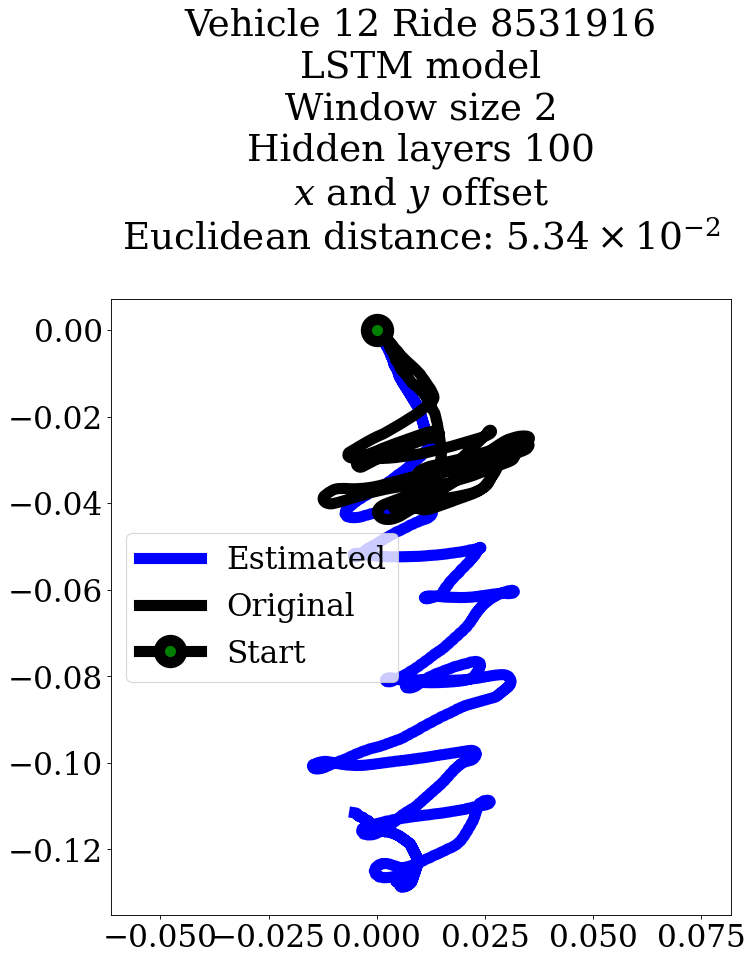 Vehicle 12 Ride 8531916
LSTM model
Window size 2
Hidden layers 100
x and y offset
Euclidean distance: 5.34 × 10⁻²
0.00
−0.02
−0.04
−0.06
−0.08
−0.10
−0.12
Estimated
Original
Start
−0.050 −0.025 0.000 0.025 0.050 0.075